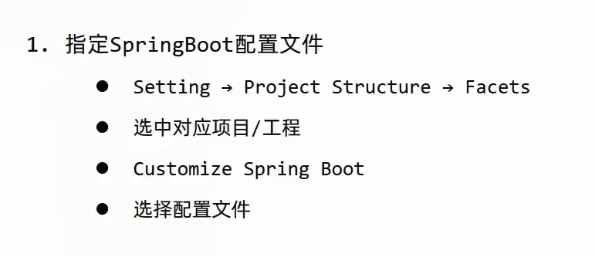 1. 指定SpringBoot配置文件
● Setting → Project Structure → Facets
● 选中对应项目/工程
● Customize Spring Boot
● 选择配置文件